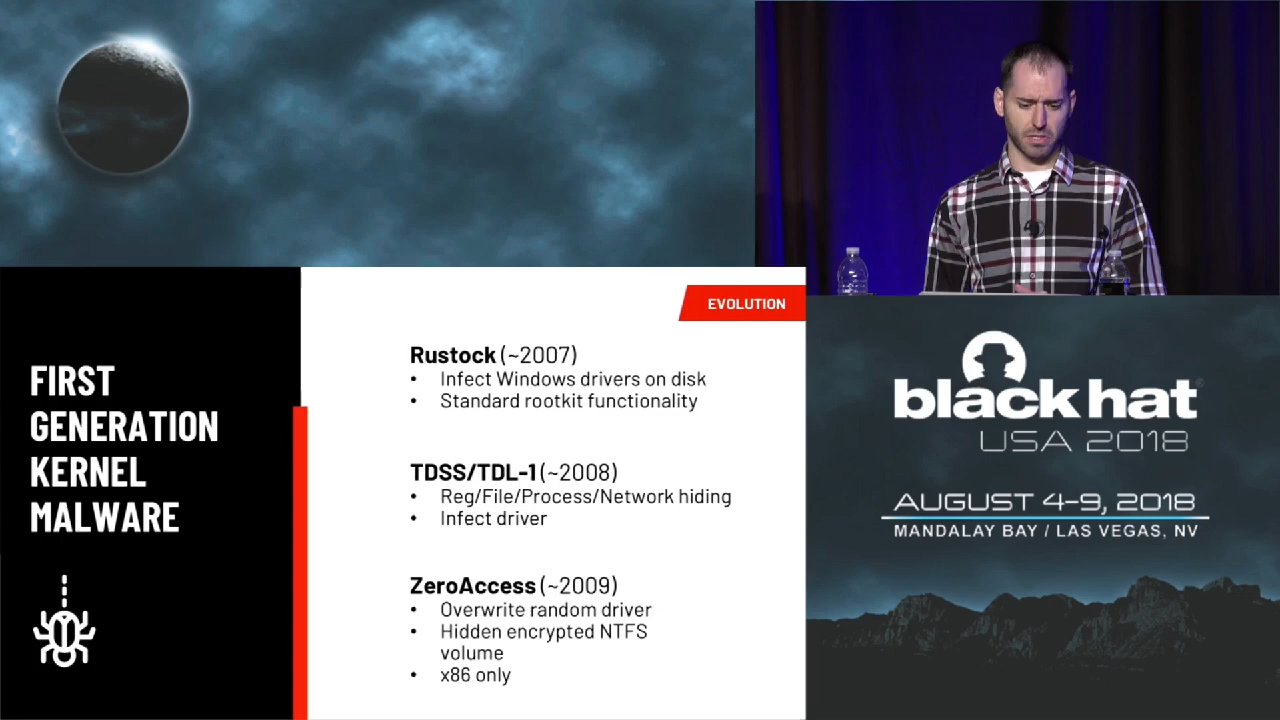 EVOLUTION
FIRST
GENERATION
KERNEL
MALWARE
Rustock (~2007)
• Infect Windows drivers on disk
• Standard rootkit functionality
TDSS/TDL-1 (~2008)
• Reg/File/Process/Network hiding
• Infect driver
ZeroAccess (~2009)
• Overwrite random driver
• Hidden encrypted NTFS
volume
• x86 only
black hat
USA 2018
AUGUST 4-9, 2018
MANDALAY BAY / LAS VEGAS, NV